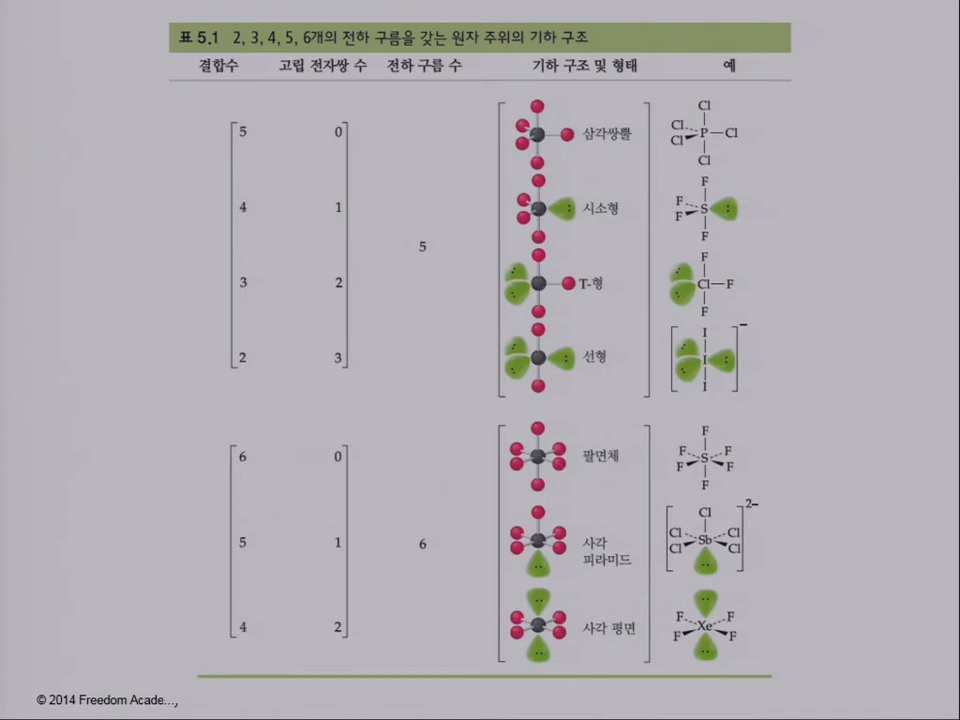 표 5.1 2, 3, 4, 5, 6개의 전하 구름을 갖는 원자 주위의 기하 구조
결합수 고립 전자쌍 수 전하 구름 수 기하 구조 및 형태 예
5 0 삼각쌍뿔
Cl
Cl
Cl P Cl
Cl
4 1 시소형
F
F
F S
F
5
3 2 T-형
F
Cl F
F
2 3 선형
I
I
I
−
6 0 팔면체
F
F F
S
F F
F
5 1 사각
피라미드
Cl
Cl Cl
Sb
Cl Cl
2−
6
4 2 사각 평면
F F
Xe
F F
© 2014 Freedom Acade...